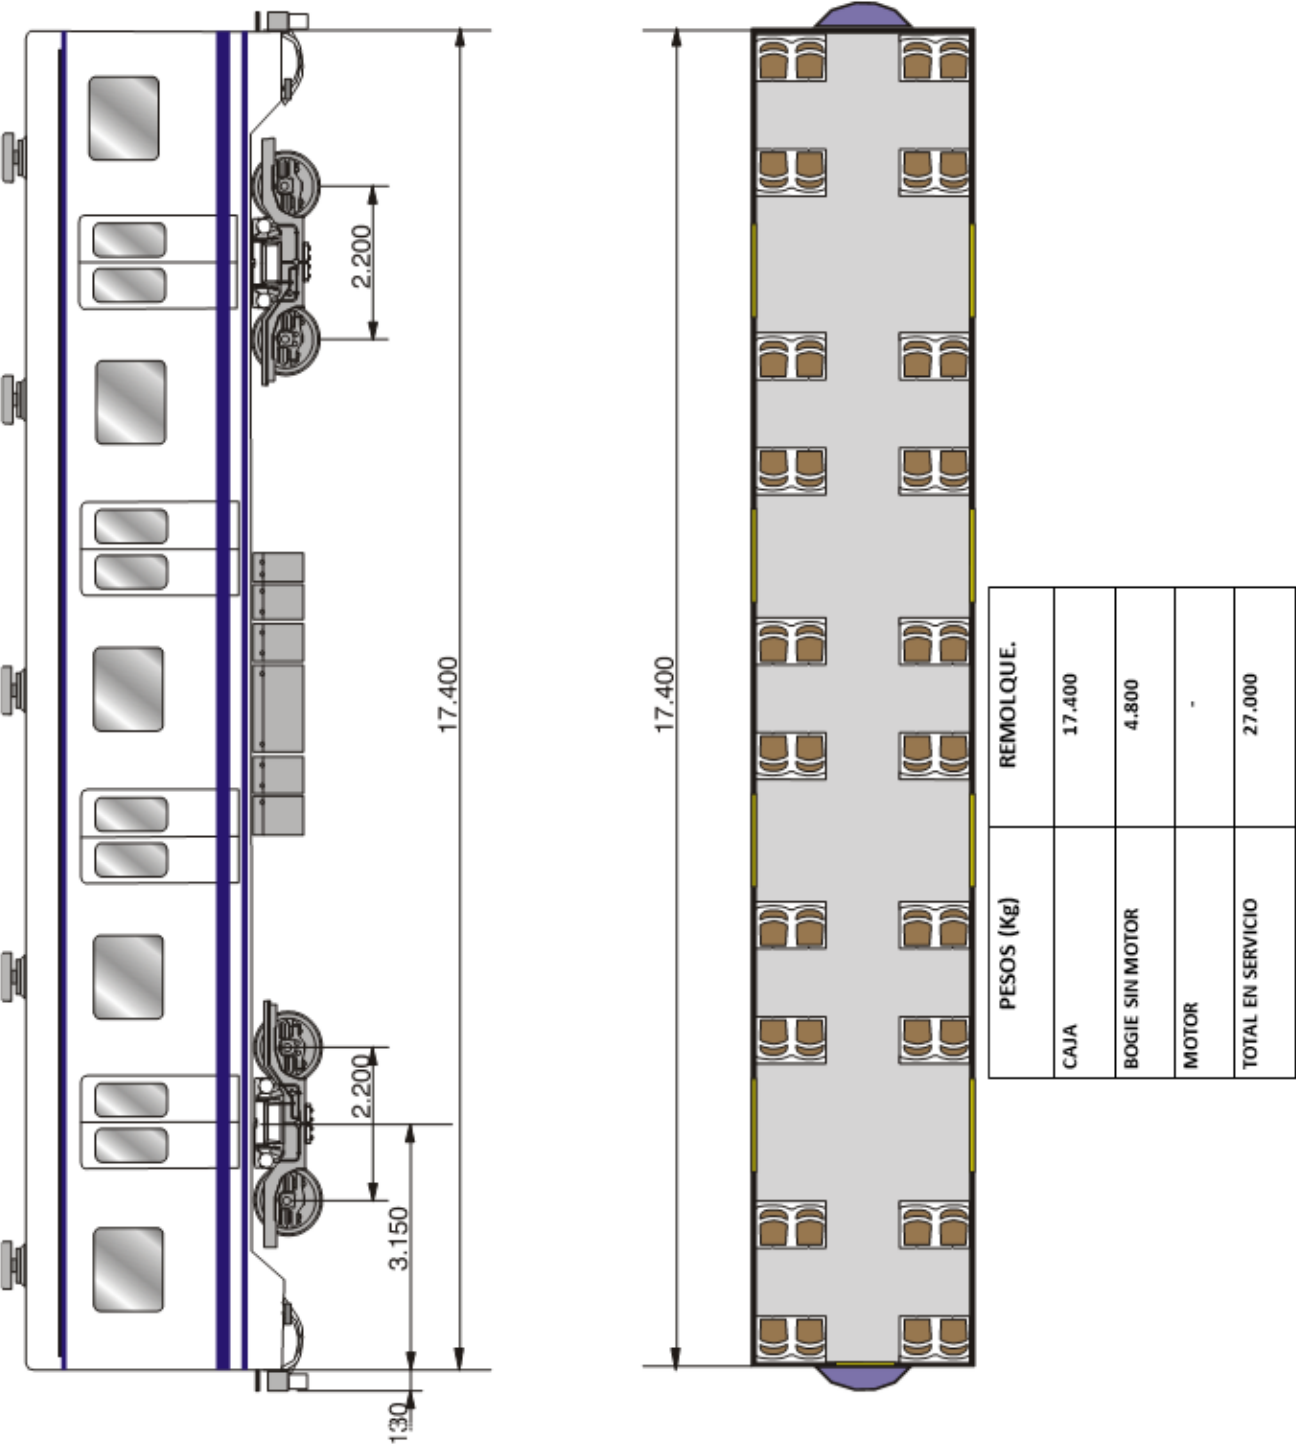 2.200
2.200
3.150
130
17.400
17.400
PESOS (Kg) REMOLQUE.
CAJA 17.400
BOGIE SIN MOTOR 4.800
MOTOR -
TOTAL EN SERVICIO 27.000